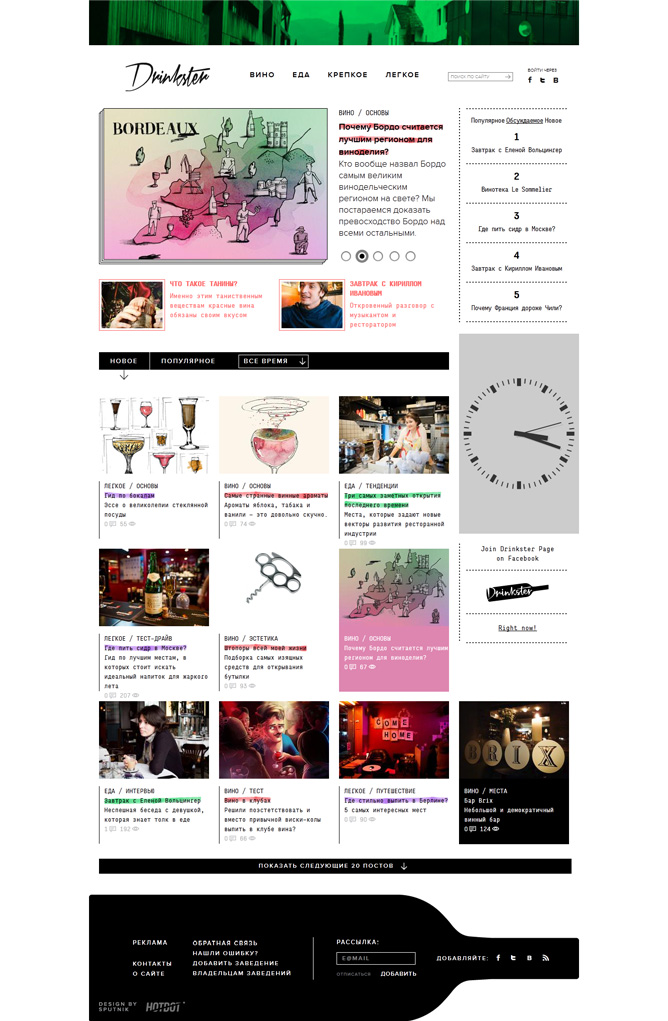 Drinkster
ВИНО ЕДА КРЕПКОЕ ЛЕГКОЕ
ПОИСК ПО САЙТУ
ВОЙТИ ЧЕРЕЗ
BORDEAUX
ВИНО / ОСНОВЫ
Почему Бордо считается
лучшим регионом для
виноделия?
Кто вообще назвал Бордо
самым великим
винодельческим
регионом на свете? Мы
постараемся доказать
превосходство Бордо над
всеми остальными.
Популярное Обсуждаемое Новое
1
Завтрак с Еленой Вольцингер
2
Винотека Le Sommelier
3
Где пить сидр в Москве?
4
Завтрак с Кириллом Ивановым
5
Почему Франция дороже Чили?
ЧТО ТАКОЕ ТАНИНЫ?
Именно этим таинственным
веществам красные вина
обязаны своим вкусом
ЗАВТРАК С КИРИЛЛОМ
ИВАНОВЫМ
Откровенный разговор с
музыкантом и
ресторатором
НОВОЕ ПОПУЛЯРНОЕ ВСЕ ВРЕМЯ
ЛЕГКОЕ / ОСНОВЫ
Гид по бокалам
Эссе о великолепии стеклянной
посуды
0 55
ВИНО / ОСНОВЫ
Самые странные винные ароматы
Ароматы яблока, табака и
ванили – это довольно скучно.
0 74
ЕДА / ТЕНДЕНЦИИ
Три самых заметных открытия
последнего времени
Места, которые задают новые
векторы развития ресторанной
индустрии
0 99
ЛЕГКОЕ / ТЕСТ-ДРАЙВ
Где пить сидр в Москве?
Гид по лучшим местам, в
которых стоит искать
идеальный напиток для жаркого
лета
0 207
ВИНО / ЭСТЕТИКА
Штопоры всей моей жизни
Подборка самых изящных
средств для открывания
бутылки
0 93
ВИНО / ОСНОВЫ
Почему Бордо считается лучшим
регионом для виноделия?
0 67
Join Drinkster Page
on Facebook
Drinkster
Right now!
ЕДА / ИНТЕРВЬЮ
Завтрак с Еленой Вольцингер
Неспешная беседа с девушкой,
которая знает толк в еде
1 192
ВИНО / ТЕСТ
Вино в клубах
Решили поэкспериментировать и
вместо привычной виски-колы
выпить в клубе вина?
0 66
COME
HOME
ЛЕГКОЕ / ПУТЕШЕСТВИЕ
Где стильно выпить в Берлине?
5 самых интересных мест
0 90
BRIX
ВИНО / МЕСТА
Бар Brix
Небольшой и демократичный
винный бар
0 124
ПОКАЗАТЬ СЛЕДУЮЩИЕ 20 ПОСТОВ
РЕКЛАМА
КОНТАКТЫ
О САЙТЕ
ОБРАТНАЯ СВЯЗЬ
НАШЛИ ОШИБКУ?
ДОБАВИТЬ ЗАВЕДЕНИЕ
ВЛАДЕЛЬЦАМ ЗАВЕДЕНИЙ
РАССЫЛКА:
E@MAIL
ОТПИСАТЬСЯ ДОБАВИТЬ
ДОБАВЛЯЙТЕ:
DESIGN BY
SPUTNIK
HOTDOT